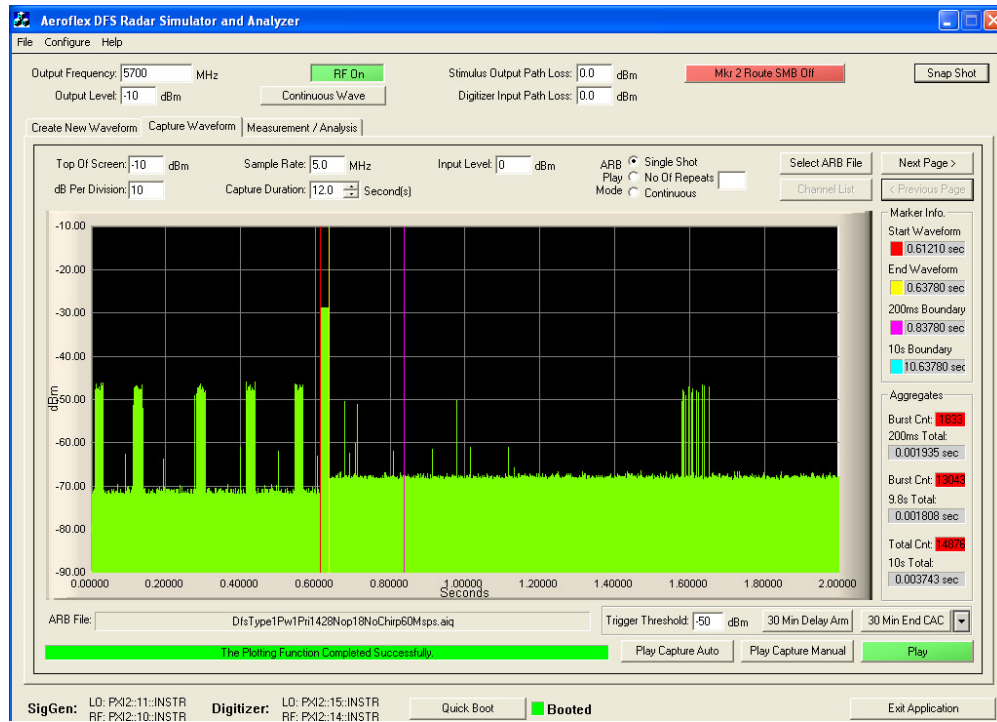 Aeroflex DFS Radar Simulator and Analyzer
File Configure Help
Output Frequency: 5700 MHz RF On Stimulus Output Path Loss: 0.0 dBm Mkr 2 Route SMB Off Snap Shot
Output Level: -10 dBm Continuous Wave Digitizer Input Path Loss: 0.0 dBm
Create New Waveform Capture Waveform Measurement / Analysis
Top Of Screen: -10 dBm Sample Rate: 5.0 MHz Input Level: 0 dBm ARB Play Mode Single Shot Select ARB File Next Page >
No Of Repeats
dB Per Division: 10 Capture Duration: 12.0 Second(s) Continuous Channel List < Previous Page
-10.00
-20.00
-30.00
-40.00
-50.00
-60.00
-70.00
-80.00
-90.00
dBm
0.00000 0.20000 0.40000 0.60000 0.80000 1.00000 1.20000 1.40000 1.60000 2.00000
Seconds
Marker Info.
Start Waveform
0.61210 sec
End Waveform
0.63780 sec
200ms Boundary
0.83780 sec
10s Boundary
10.63780 sec
Aggregates
Burst Cnt: 1833
200ms Total:
0.001935 sec
Burst Cnt: 13043
9.8s Total:
0.001808 sec
Total Cnt: 14876
10s Total:
0.003743 sec
ARB File: DfsType1Pw1Pri1428Nop18NoChirp60Msps.aiq Trigger Threshold: -50 dBm 30 Min Delay Arm 30 Min End CAC
The Plotting Function Completed Successfully. Play Capture Auto Play Capture Manual Play
SigGen: LO: PXI2::11::INSTR Digitizer: LO: PXI2::15::INSTR Quick Boot Booted Exit Application
RF: PXI2::10::INSTR RF: PXI2::14::INSTR